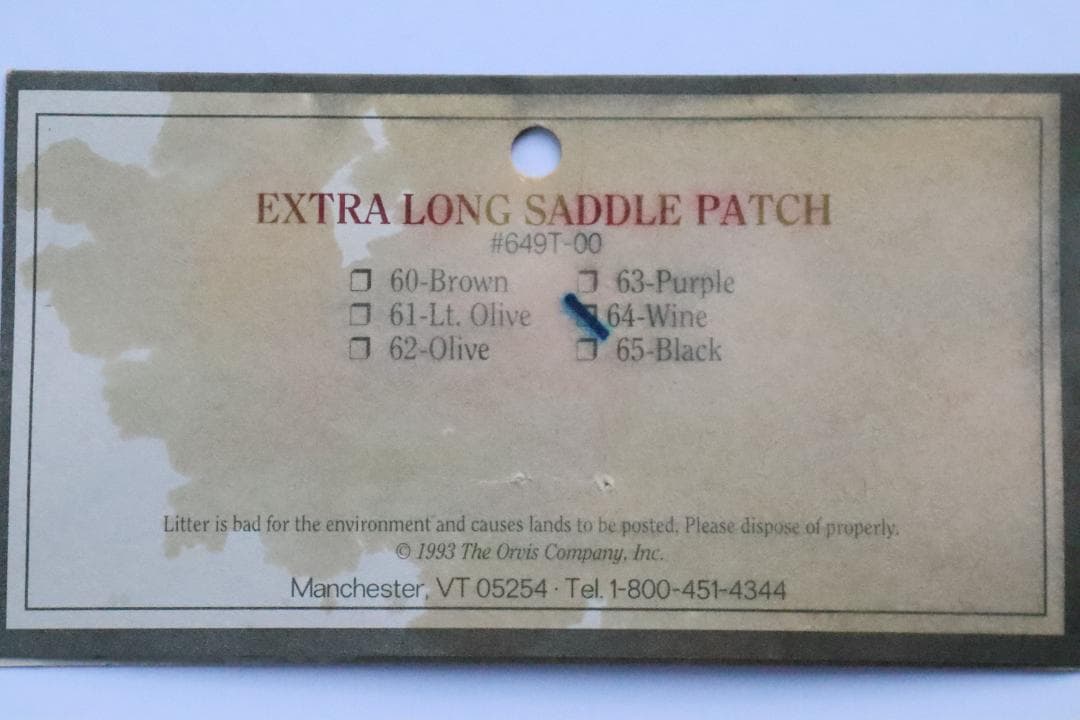 EXTRA LONG SADDLE PATCH
#649T-00
❒ 60-Brown ❒ 63-Purple
❒ 61-Lt. Olive ❒ 64-Wine
❒ 62-Olive ❒ 65-Black
Litter is bad for the environment and causes lands to be posted. Please dispose of properly.
© 1993 The Orvis Company, Inc.
Manchester, VT 05254 · Tel. 1-800-451-4344